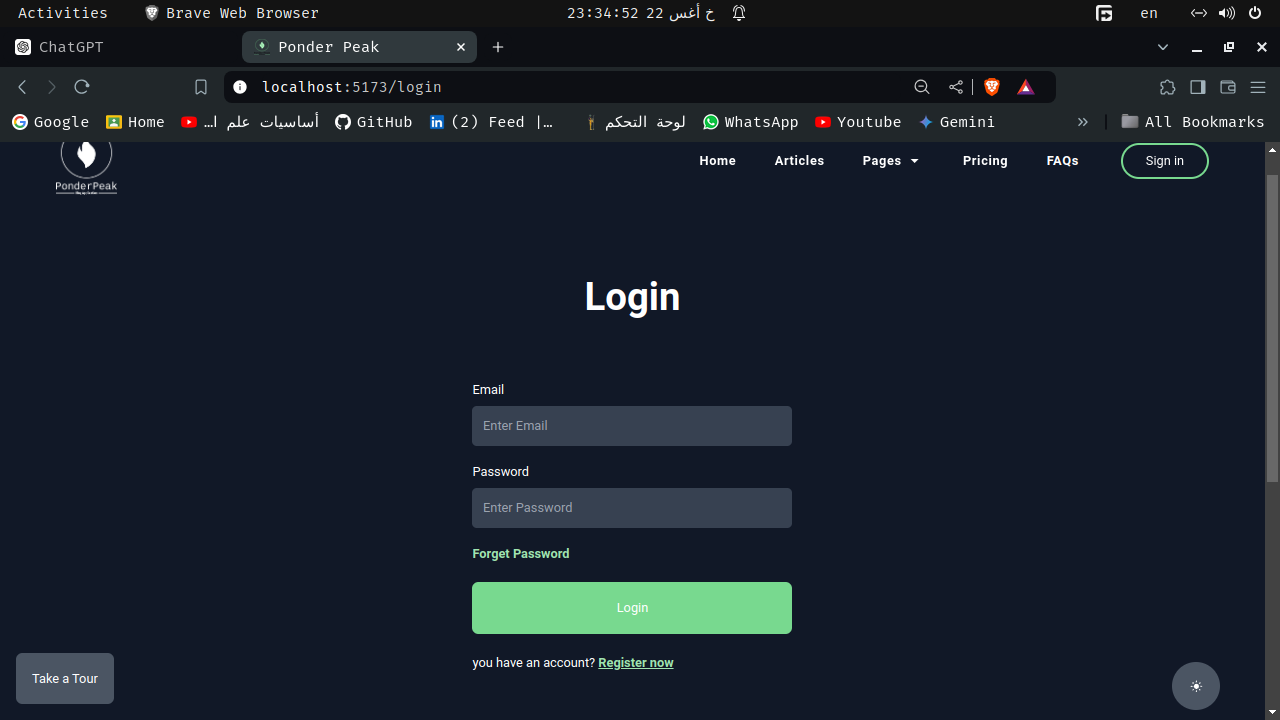 Activities
Brave Web Browser
23:34:52 22 خ أغس
en
ChatGPT
Ponder Peak
localhost:5173/login
Google
Home
أساسيات علم ا...
GitHub
(2) Feed |...
لوحة التحكم
WhatsApp
Youtube
Gemini
All Bookmarks
PonderPeak
Home
Articles
Pages
Pricing
FAQs
Sign in
Login
Email
Enter Email
Password
Enter Password
Forget Password
Login
you have an account? Register now
Take a Tour